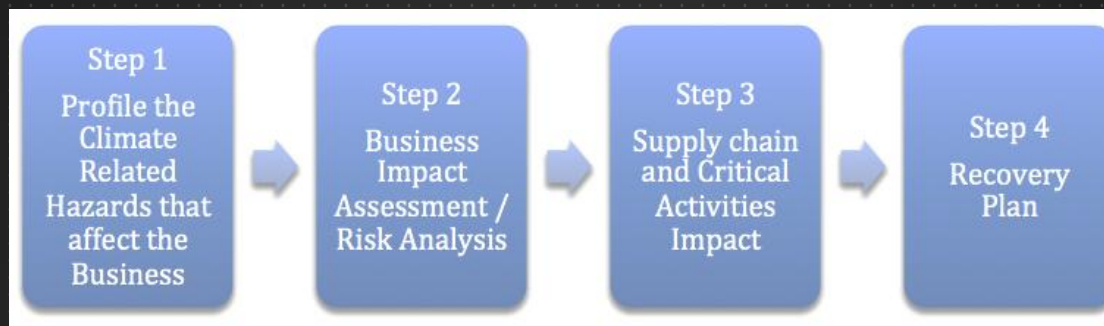 Step 1
Profile the
Climate
Related
Hazards that
affect the
Business
Step 2
Business
Impact
Assessment /
Risk Analysis
Step 3
Supply chain
and Critical
Activities
Impact
Step 4
Recovery
Plan